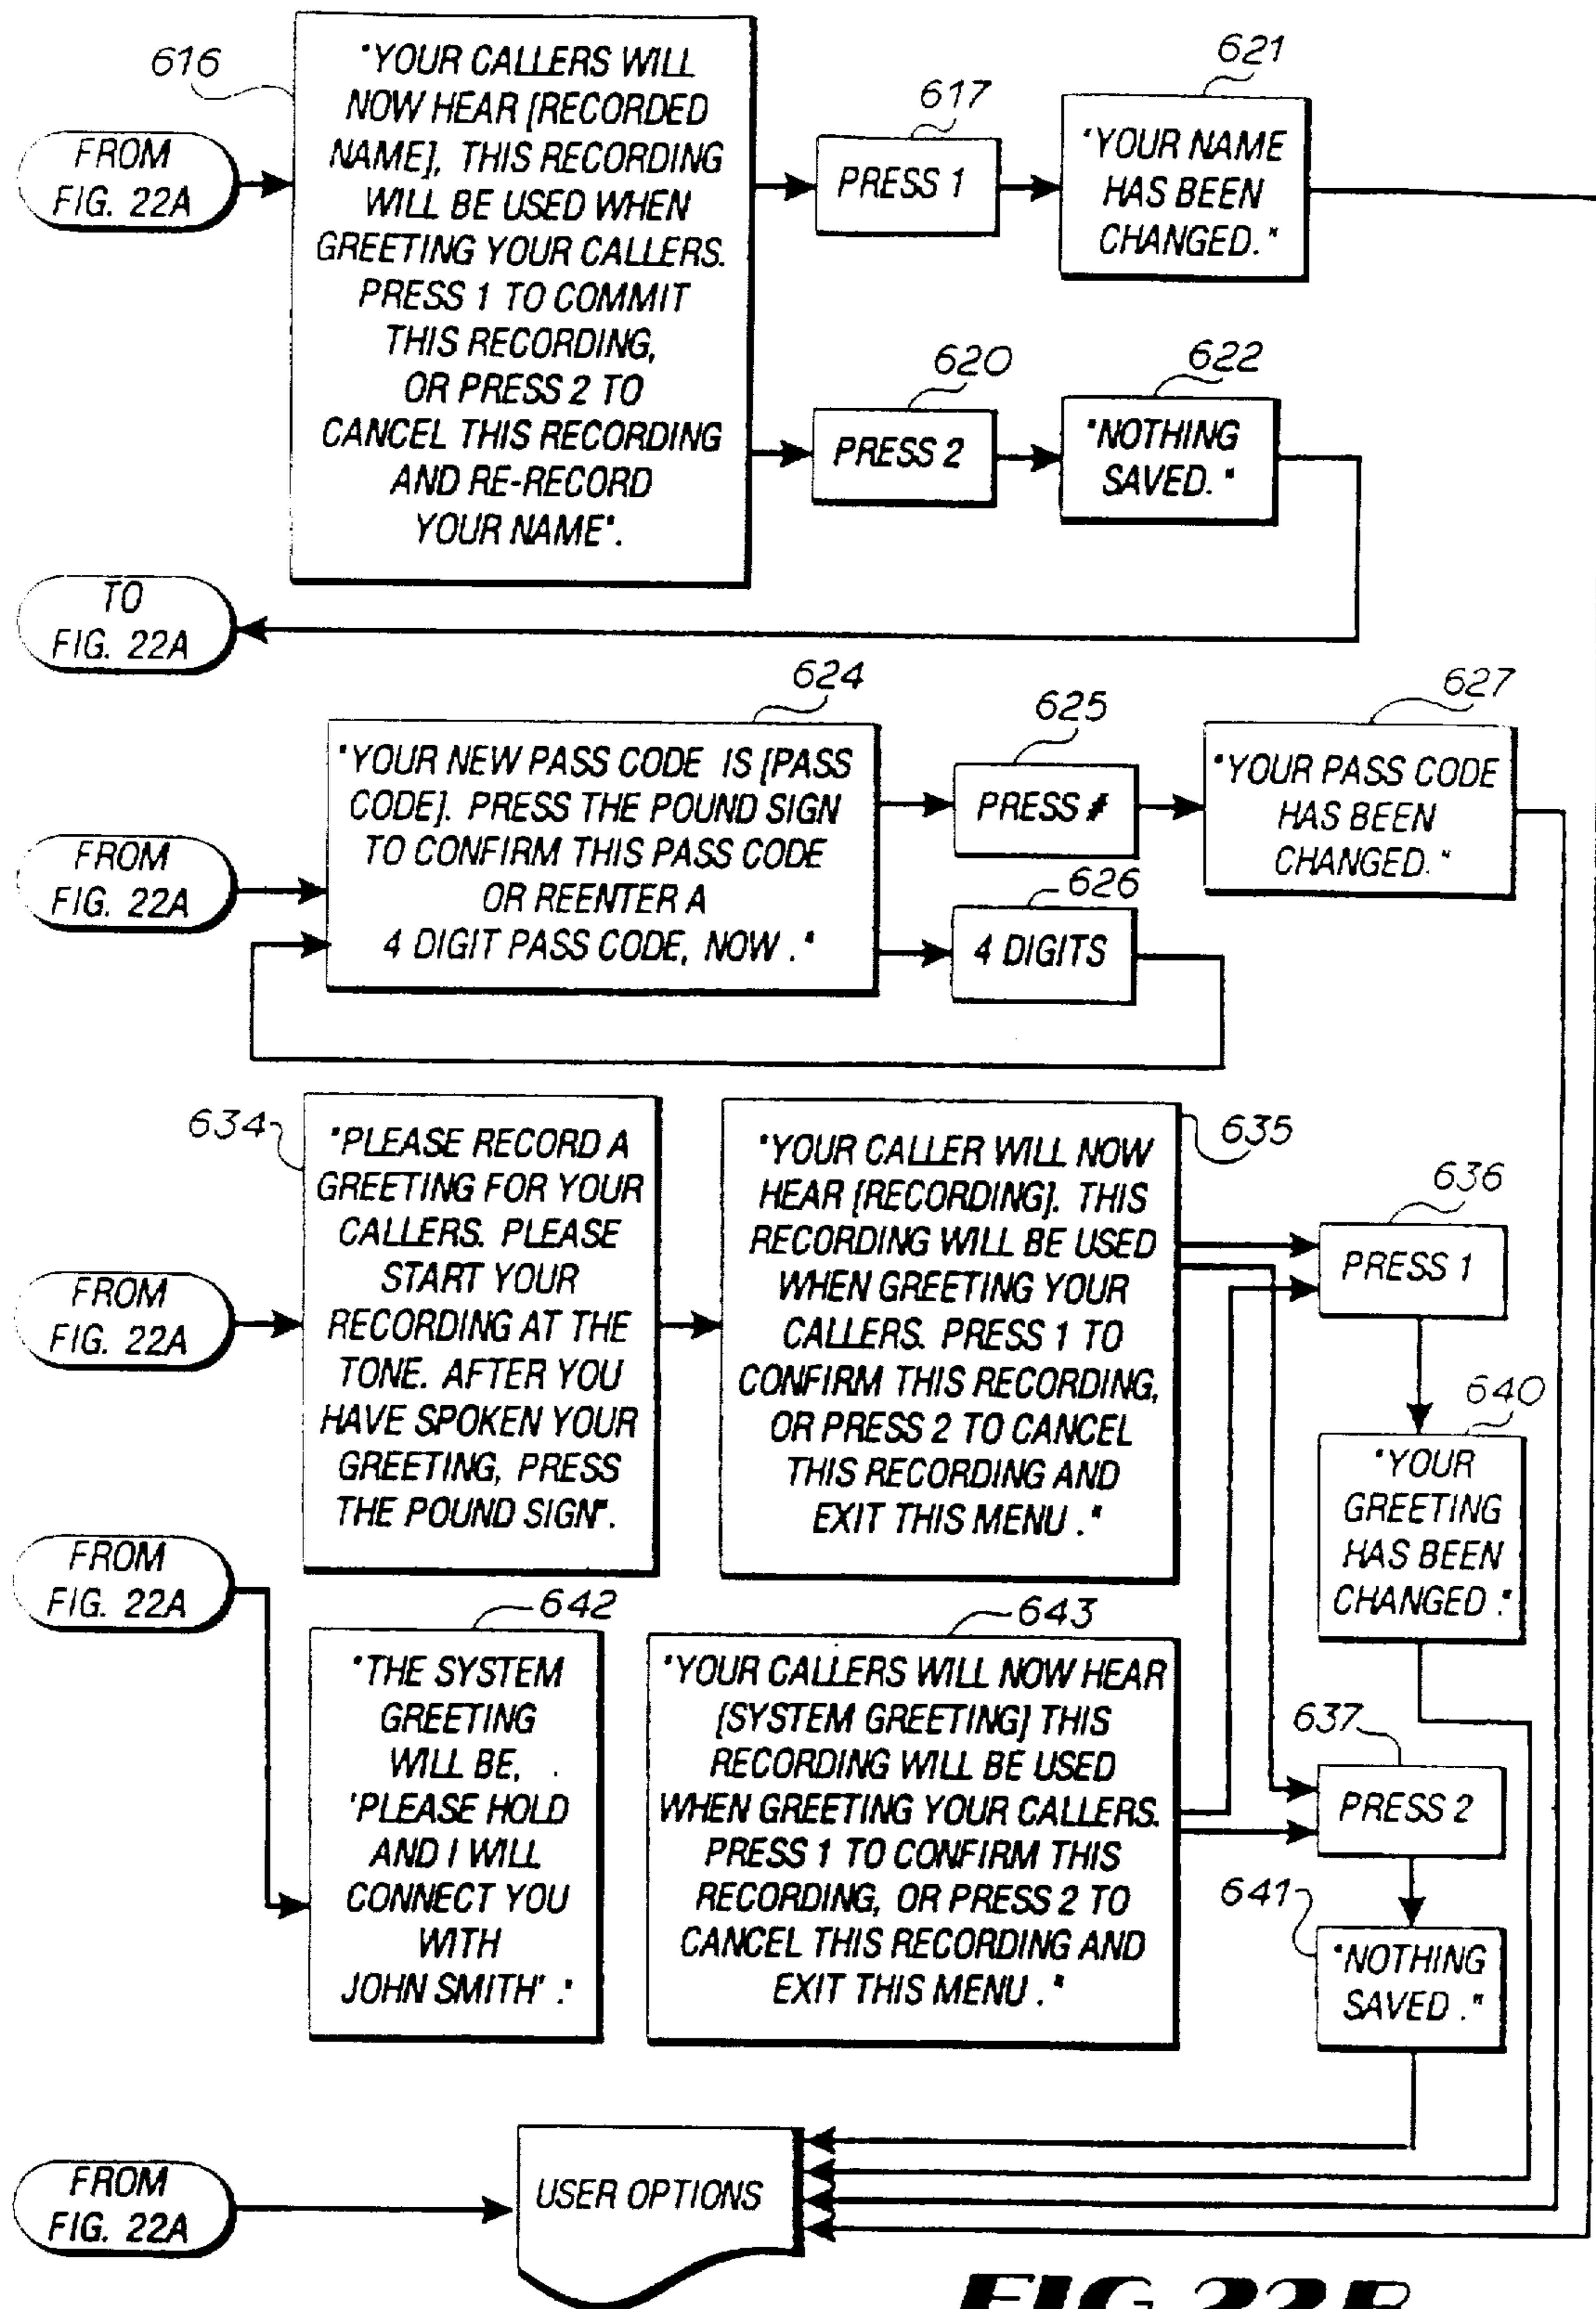 616
"YOUR CALLERS WILL
NOW HEAR [RECORDED
NAME], THIS RECORDING
WILL BE USED WHEN
GREETING YOUR CALLERS.
PRESS 1 TO COMMIT
THIS RECORDING,
OR PRESS 2 TO
CANCEL THIS RECORDING
AND RE-RECORD
YOUR NAME".
FROM
FIG. 22A
617
PRESS 1
621
"YOUR NAME
HAS BEEN
CHANGED."
620
PRESS 2
622
"NOTHING
SAVED."
TO
FIG. 22A
624
"YOUR NEW PASS CODE IS [PASS
CODE]. PRESS THE POUND SIGN
TO CONFIRM THIS PASS CODE
OR REENTER A
4 DIGIT PASS CODE, NOW ."
FROM
FIG. 22A
625
PRESS #
627
"YOUR PASS CODE
HAS BEEN
CHANGED."
626
4 DIGITS
634
"PLEASE RECORD A
GREETING FOR YOUR
CALLERS. PLEASE
START YOUR
RECORDING AT THE
TONE. AFTER YOU
HAVE SPOKEN YOUR
GREETING, PRESS
THE POUND SIGN".
FROM
FIG. 22A
635
"YOUR CALLER WILL NOW
HEAR [RECORDING]. THIS
RECORDING WILL BE USED
WHEN GREETING YOUR
CALLERS. PRESS 1 TO
CONFIRM THIS RECORDING,
OR PRESS 2 TO CANCEL
THIS RECORDING AND
EXIT THIS MENU ."
636
PRESS 1
640
"YOUR
GREETING
HAS BEEN
CHANGED ."
FROM
FIG. 22A
642
"THE SYSTEM
GREETING
WILL BE,
'PLEASE HOLD
AND I WILL
CONNECT YOU
WITH
JOHN SMITH' ."
643
"YOUR CALLERS WILL NOW HEAR
[SYSTEM GREETING] THIS
RECORDING WILL BE USED
WHEN GREETING YOUR CALLERS.
PRESS 1 TO CONFIRM THIS
RECORDING, OR PRESS 2 TO
CANCEL THIS RECORDING AND
EXIT THIS MENU ."
637
PRESS 2
641
"NOTHING
SAVED ."
FROM
FIG. 22A
USER OPTIONS
FIG 22B